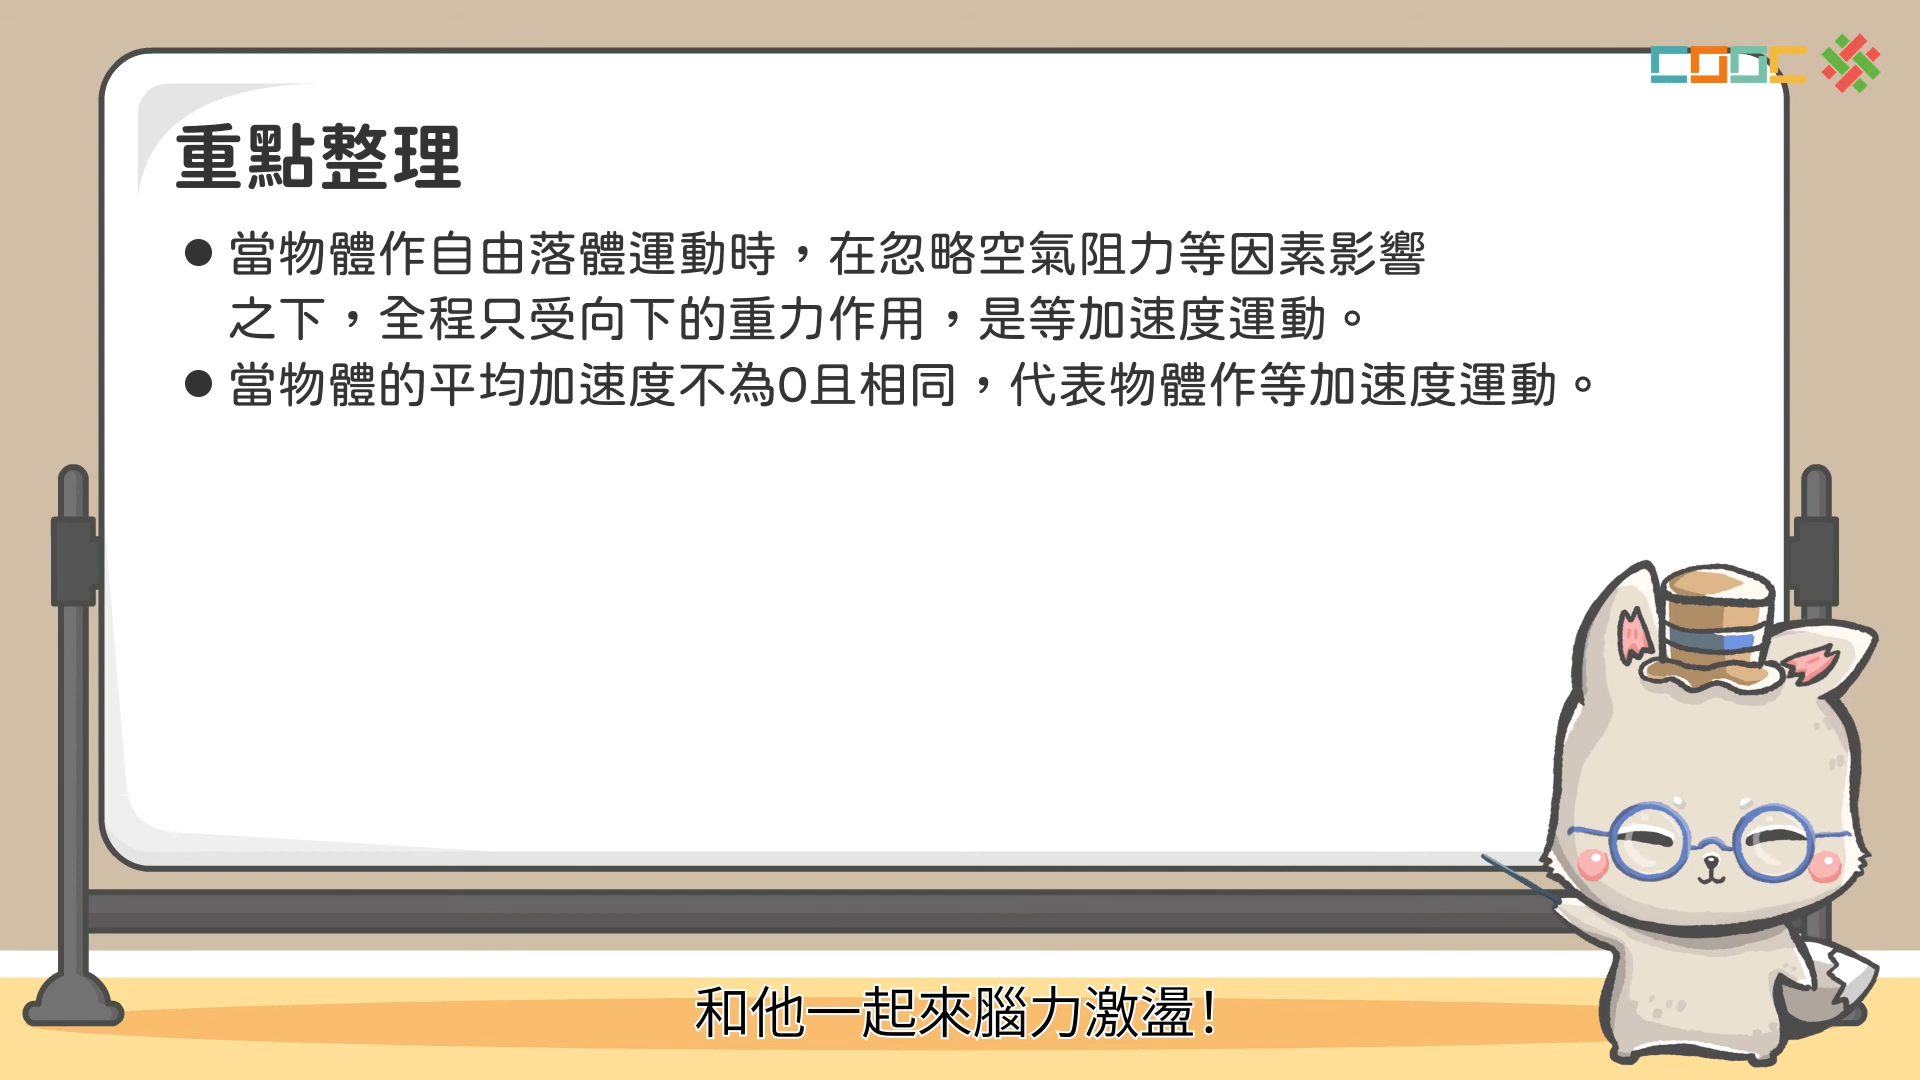 CODC
重點整理
●當物體作自由落體運動時，在忽略空氣阻力等因素影響
之下，全程只受向下的重力作用，是等加速度運動。
●當物體的平均加速度不為0且相同，代表物體作等加速度運動。
和他一起來腦力激盪！